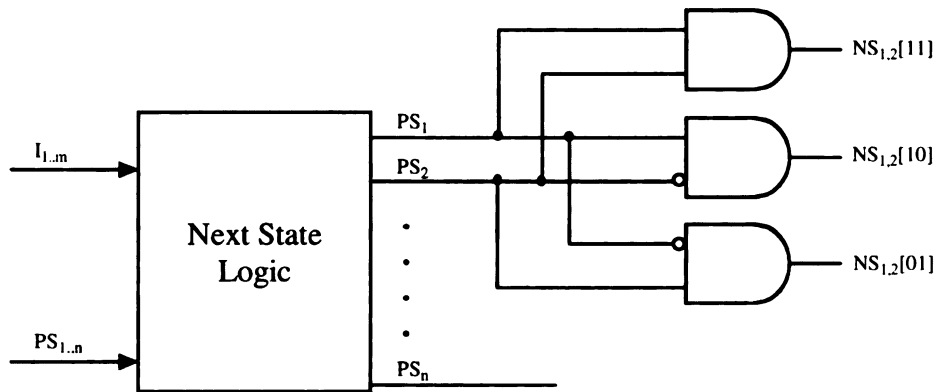 NS1,2[11]
PS1
I1..m
PS2
NS1,2[10]
Next State
Logic
NS1,2[01]
PS1..n
PSn